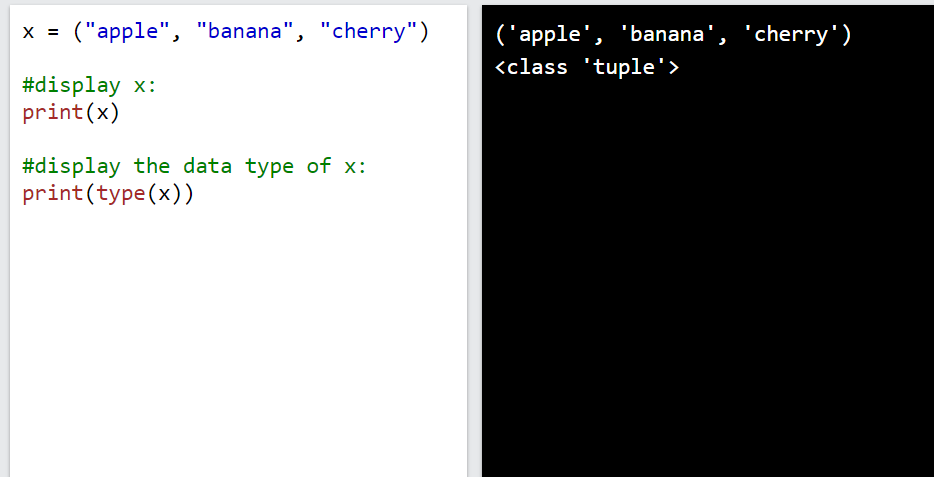 x = ("apple", "banana", "cherry")
#display x:
print(x)
#display the data type of x:
print(type(x))
('apple', 'banana', 'cherry')
<class 'tuple'>